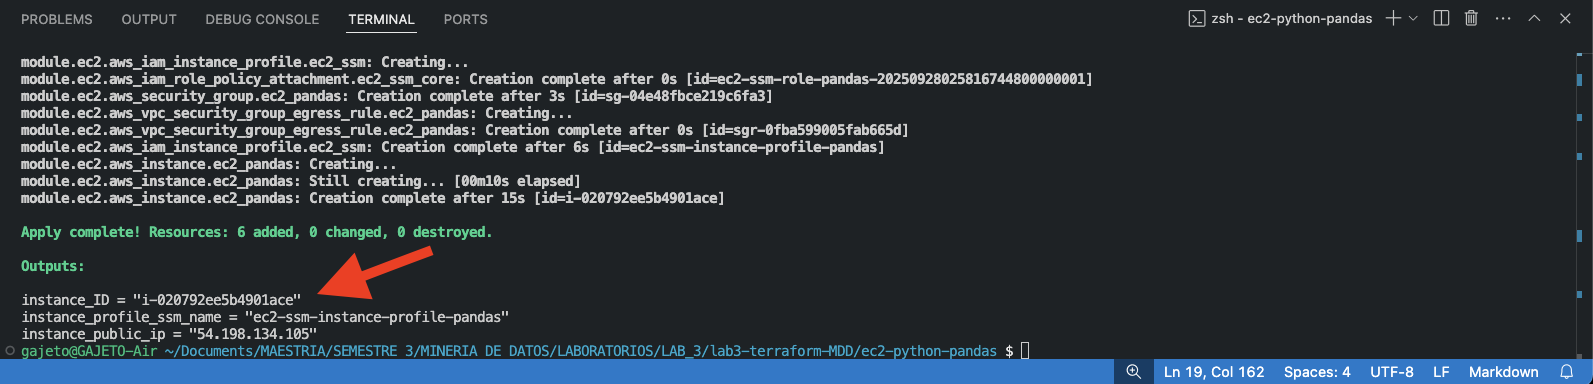 PROBLEMS OUTPUT DEBUG CONSOLE TERMINAL PORTS zsh - ec2-python-pandas
module.ec2.aws_iam_instance_profile.ec2_ssm: Creating...
module.ec2.aws_iam_role_policy_attachment.ec2_ssm_core: Creation complete after 0s [id=ec2-ssm-role-pandas-20250928025816744800000001]
module.ec2.aws_security_group.ec2_pandas: Creation complete after 3s [id=sg-04e48fbce219c6fa3]
module.ec2.aws_vpc_security_group_egress_rule.ec2_pandas: Creating...
module.ec2.aws_vpc_security_group_egress_rule.ec2_pandas: Creation complete after 0s [id=sgr-0fba599005fab665d]
module.ec2.aws_iam_instance_profile.ec2_ssm: Creation complete after 6s [id=ec2-ssm-instance-profile-pandas]
module.ec2.aws_instance.ec2_pandas: Creating...
module.ec2.aws_instance.ec2_pandas: Still creating... [00m10s elapsed]
module.ec2.aws_instance.ec2_pandas: Creation complete after 15s [id=i-020792ee5b4901ace]
Apply complete! Resources: 6 added, 0 changed, 0 destroyed.
Outputs:
instance_ID = "i-020792ee5b4901ace"
instance_profile_ssm_name = "ec2-ssm-instance-profile-pandas"
instance_public_ip = "54.198.134.105"
gajeto@GAJETO-Air ~/Documents/MAESTRIA/SEMESTRE 3/MINERIA DE DATOS/LABORATORIOS/LAB_3/lab3-terraform-MDD/ec2-python-pandas $
Ln 19, Col 162 Spaces: 4 UTF-8 LF Markdown